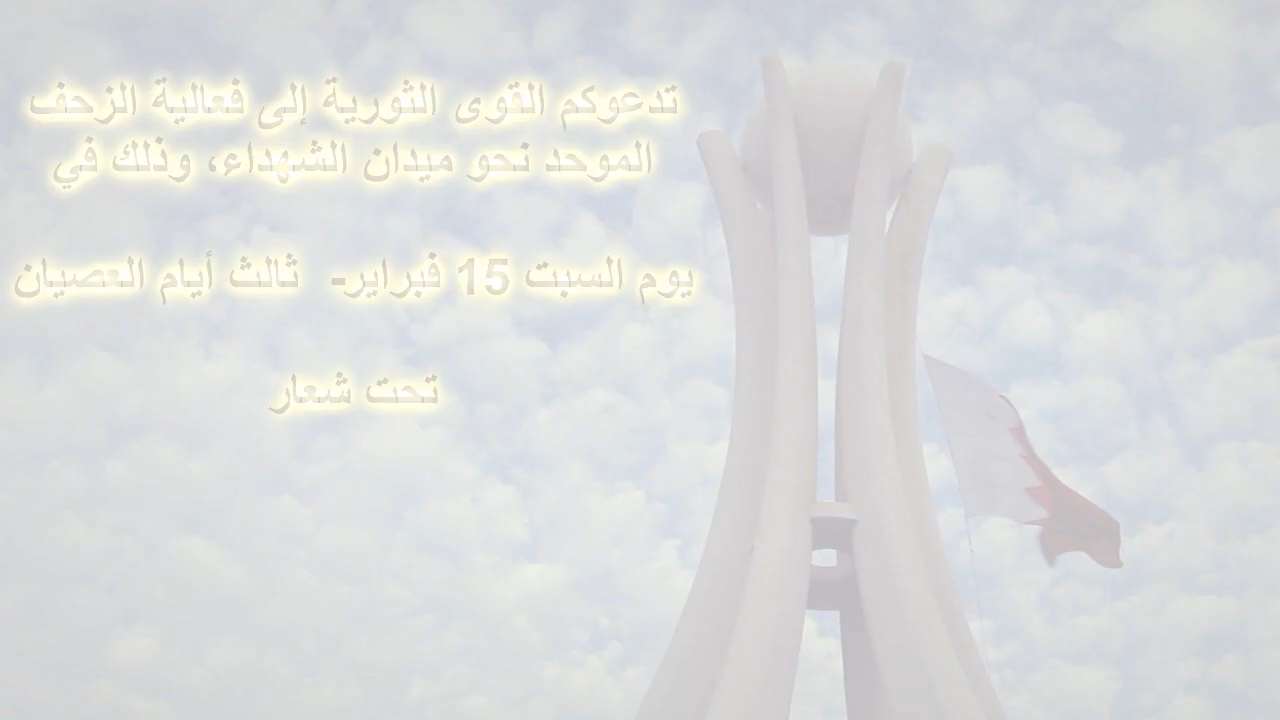 تدعوكم القوى الثورية إلى فعالية الزحف
الموحد نحو ميدان الشهداء، وذلك في
يوم السبت 15 فبراير- ثالث أيام العصيان
تحت شعار